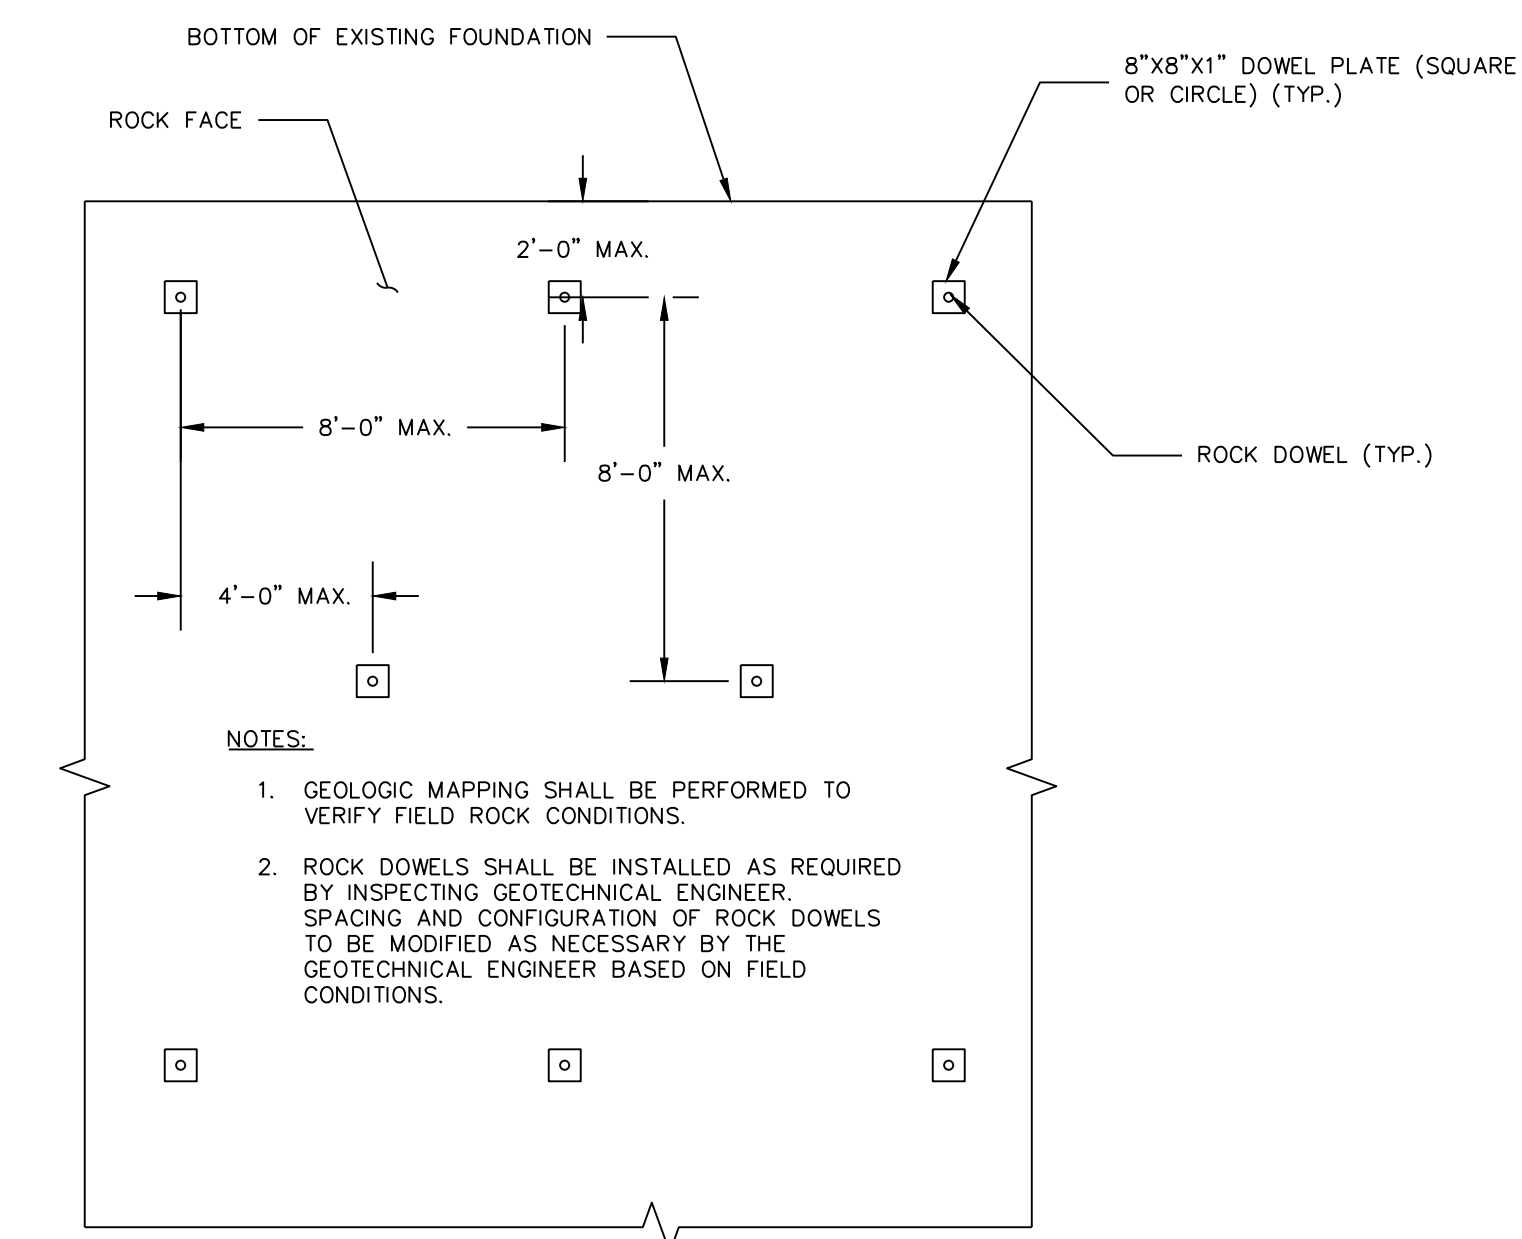 BOTTOM OF EXISTING FOUNDATION
8"X8"X1" DOWEL PLATE (SQUARE
OR CIRCLE) (TYP.)
ROCK FACE
2'-0" MAX.
8'-0" MAX.
8'-0" MAX.
ROCK DOWEL (TYP.)
4'-0" MAX.
NOTES:
1. GEOLOGIC MAPPING SHALL BE PERFORMED TO
VERIFY FIELD ROCK CONDITIONS.
2. ROCK DOWELS SHALL BE INSTALLED AS REQUIRED
BY INSPECTING GEOTECHNICAL ENGINEER.
SPACING AND CONFIGURATION OF ROCK DOWELS
TO BE MODIFIED AS NECESSARY BY THE
GEOTECHNICAL ENGINEER BASED ON FIELD
CONDITIONS.